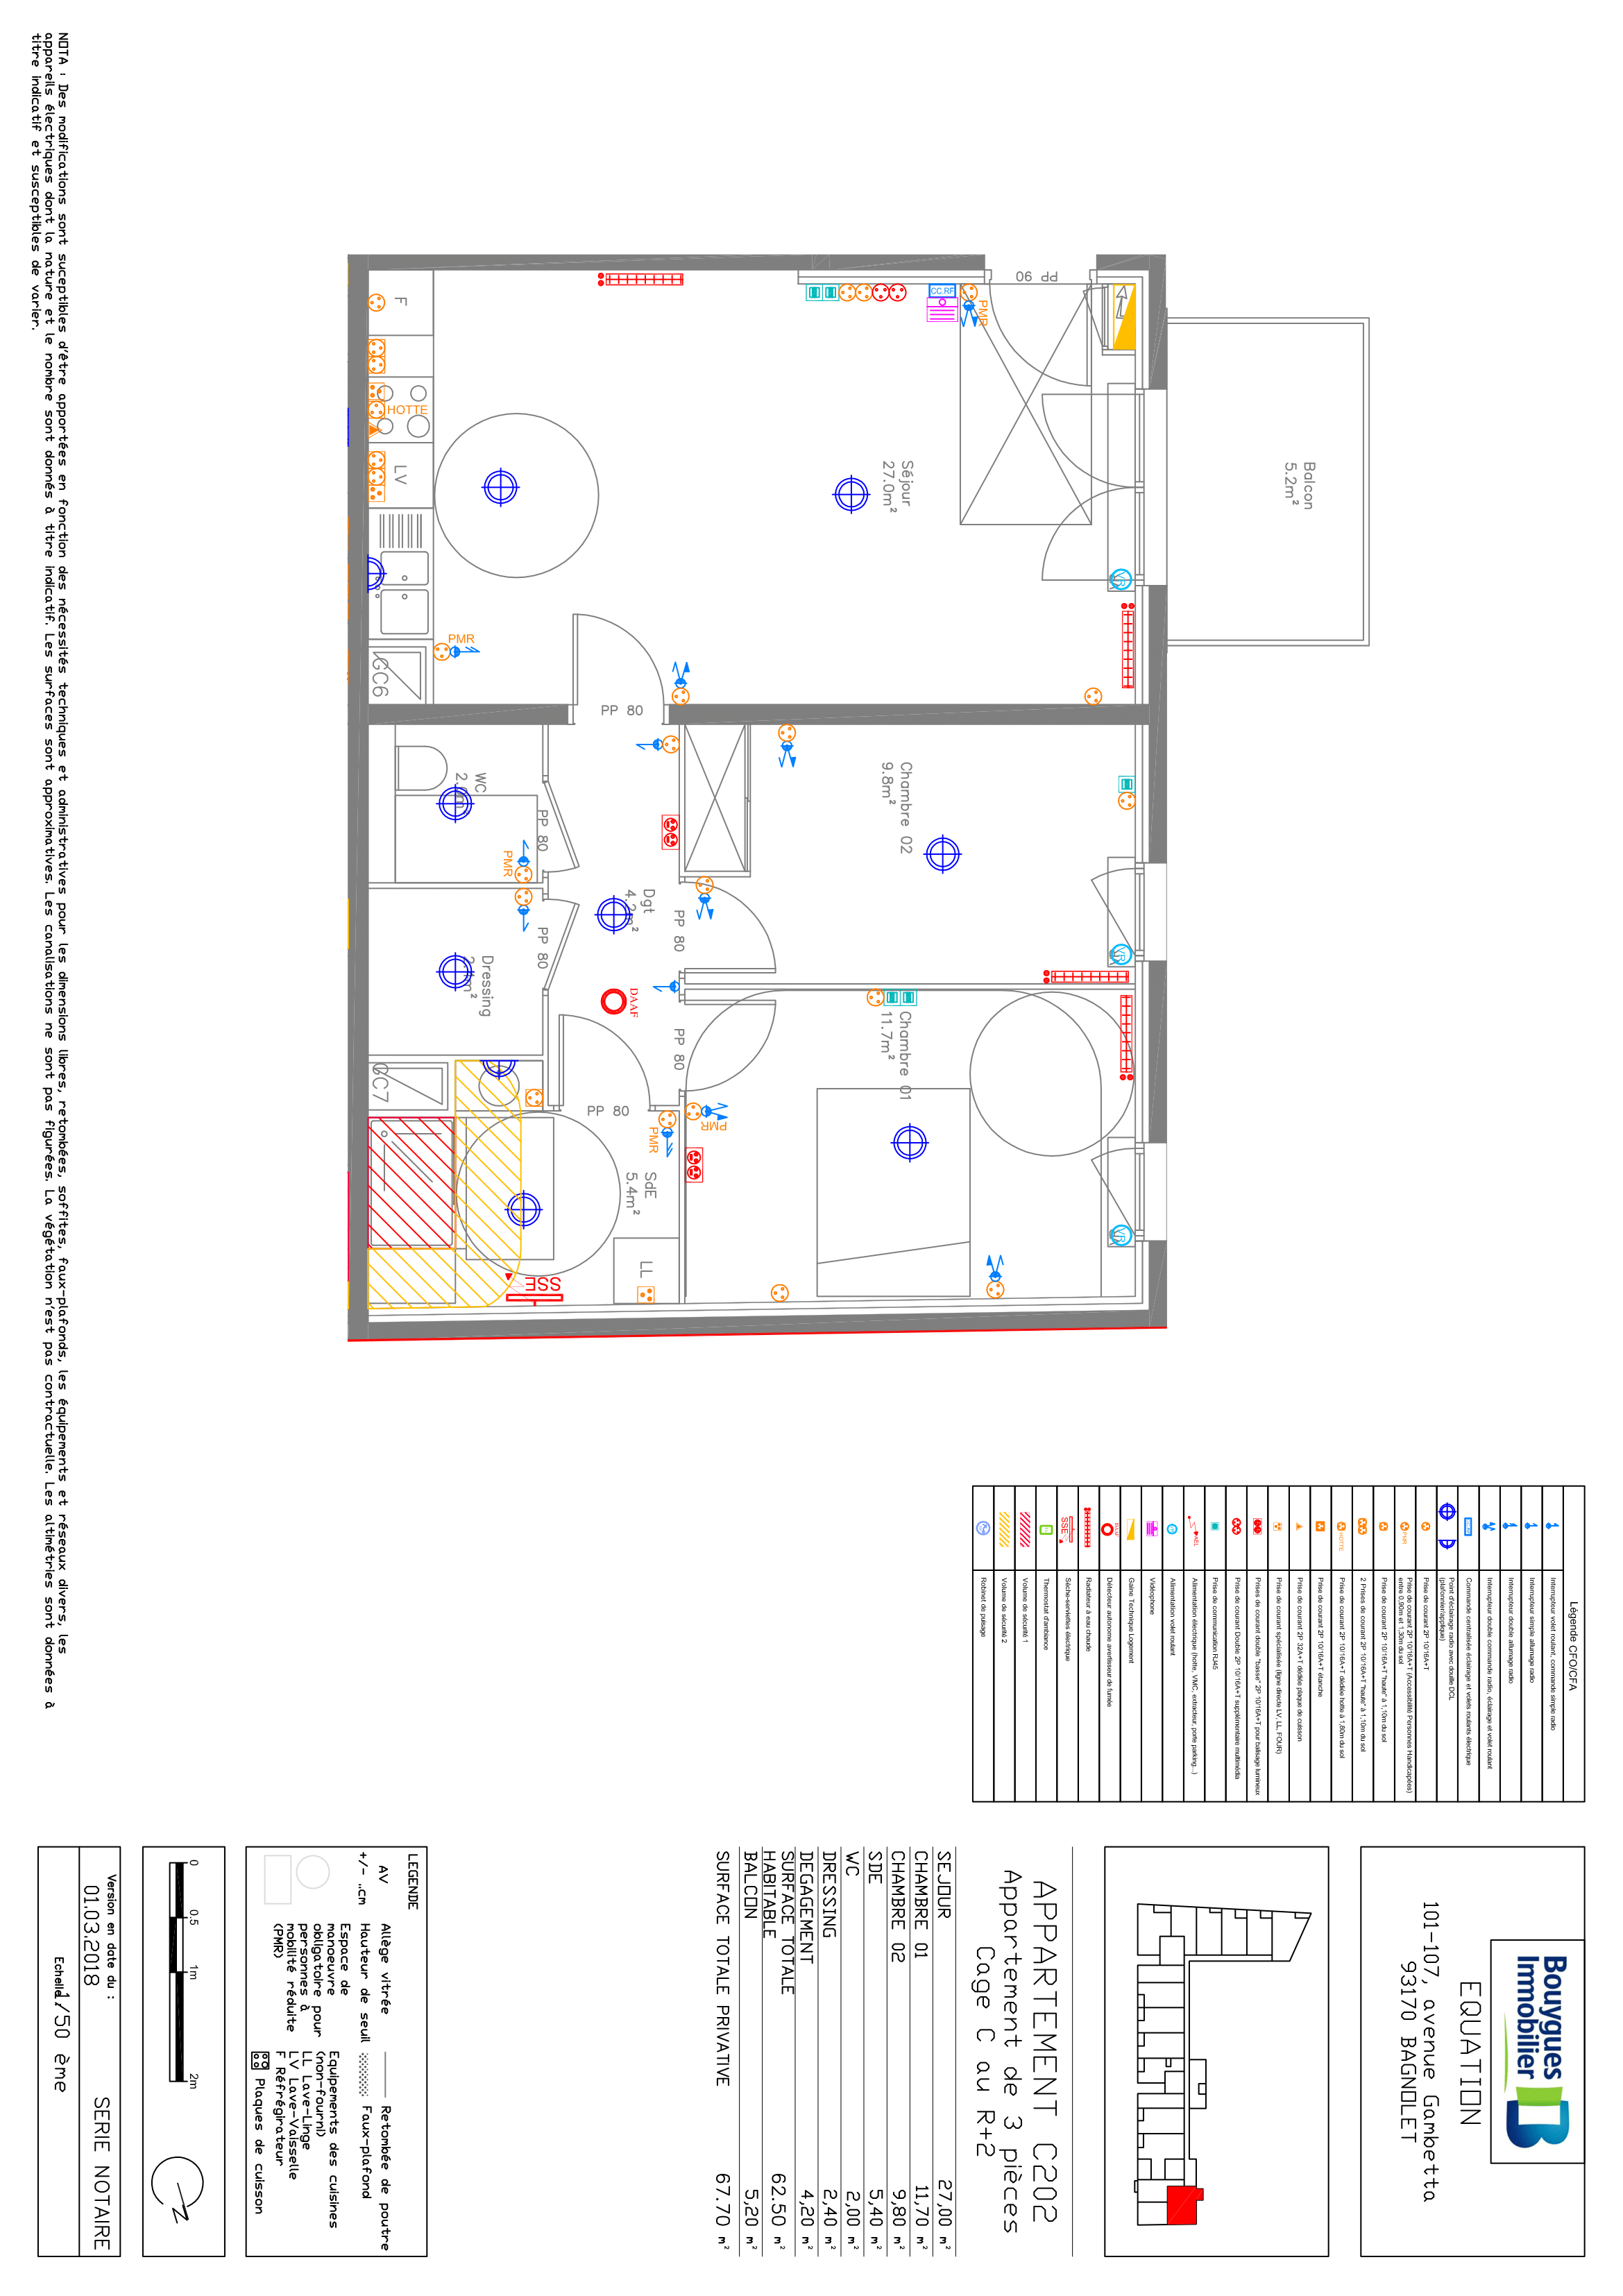 Bouygues
Immobilier
EQUATION
101-107, avenue Gambetta
93170 BAGNOLET
APPARTEMENT C202
Appartement de 3 pièces
Cage C au R+2
SEJOUR 27,00 m²
CHAMBRE 01 11,70 m²
CHAMBRE 02 9,80 m²
SDE 5,40 m²
WC 2,00 m²
DRESSING 2,40 m²
DEGAGEMENT 4,20 m²
SURFACE TOTALE
HABITABLE 62.50 m²
BALCON 5,20 m²
SURFACE TOTALE PRIVATIVE 67.70 m²
LEGENDE
AV Allège vitrée
+/- ..cm Hauteur de seuil
Espace de
manoeuvre
obligatoire pour
personnes à
mobilité réduite
(PMR)
Retombée de poutre
Faux-plafond
Equipements des cuisines
(non-fourni)
LL Lave-Linge
LV Lave-Vaisselle
F Réfrigérateur
Plaques de cuisson
0 0.5 1m 2m
N
Version en date du :
01.03.2018
SERIE NOTAIRE
Echelle 1/50 ème
Légende CFO/CFA
Interrupteur volet roulant, commande simple radio
Interrupteur simple allumage radio
Interrupteur double allumage radio
Interrupteur double commande radio, éclairage et volet roulant
Commande centralisée éclairage et volets roulants électrique
Point d'éclairage radio avec douille DCL
(plafonnier/applique)
Prise de courant 2P 10/16A+T
PMR
Prise de courant 2P 10/16A+T (Accessibilité Personnes Handicapées)
entre 0,90m et 1,30m du sol
Prise de courant 2P 10/16A+T "haute" à 1,10m du sol
2 Prises de courant 2P 10/16A+T "haute" à 1,10m du sol
HOTTE
Prise de courant 2P 10/16A+T dédiée hotte à 1,80m du sol
Prise de courant 2P 10/16A+T étanche
Prise de courant 2P 32A+T dédiée plaque de cuisson
Prise de courant spécialisée (ligne directe LV, LL, FOUR)
Prises de courant double "basse" 2P 10/16A+T pour balisage lumineux
Prise de courant Double 2P 10/16A+T supplémentaire multimédia
Prise de communication RJ45
AEL
Alimentation électrique (hotte, VMC, extracteur, porte parking...)
Alimentation volet roulant
Vidéophone
Gaine Technique Logement
DAAF
Détecteur autonome avertisseur de fumée
Radiateur à eau chaude
SSE
Sèche-serviettes électrique
Thermostat d'ambiance
Volume de sécurité 1
Volume de sécurité 2
Robinet de puisage
Balcon
5.2m²
PP 90
CC.RF
PMR
Séjour
27.0m²
VR
F
HOTTE
LV
PMR
GC6
PP 80
Chambre 02
9.8m²
VR
WC
PP 80
PMR
Dgt
4.2m²
PP 80
PP 80
Dressing
DAAF
PP 80
Chambre 01
11.7m²
VR
GC7
PP 80
PMR
PMR
SdE
5.4m²
LL
SSE
NOTA : Des modifications sont succeptibles d'être apportées en fonction des nécessités techniques et administratives pour les dimensions libres, retombées, soffites, faux-plafonds, les équipements et réseaux divers, les
appareils électriques dont la nature et le nombre sont donnés à titre indicatif. Les surfaces sont approximatives. Les canalisations ne sont pas figurées. La végétation n'est pas contractuelle. Les altimétries sont données à
titre indicatif et susceptibles de varier.